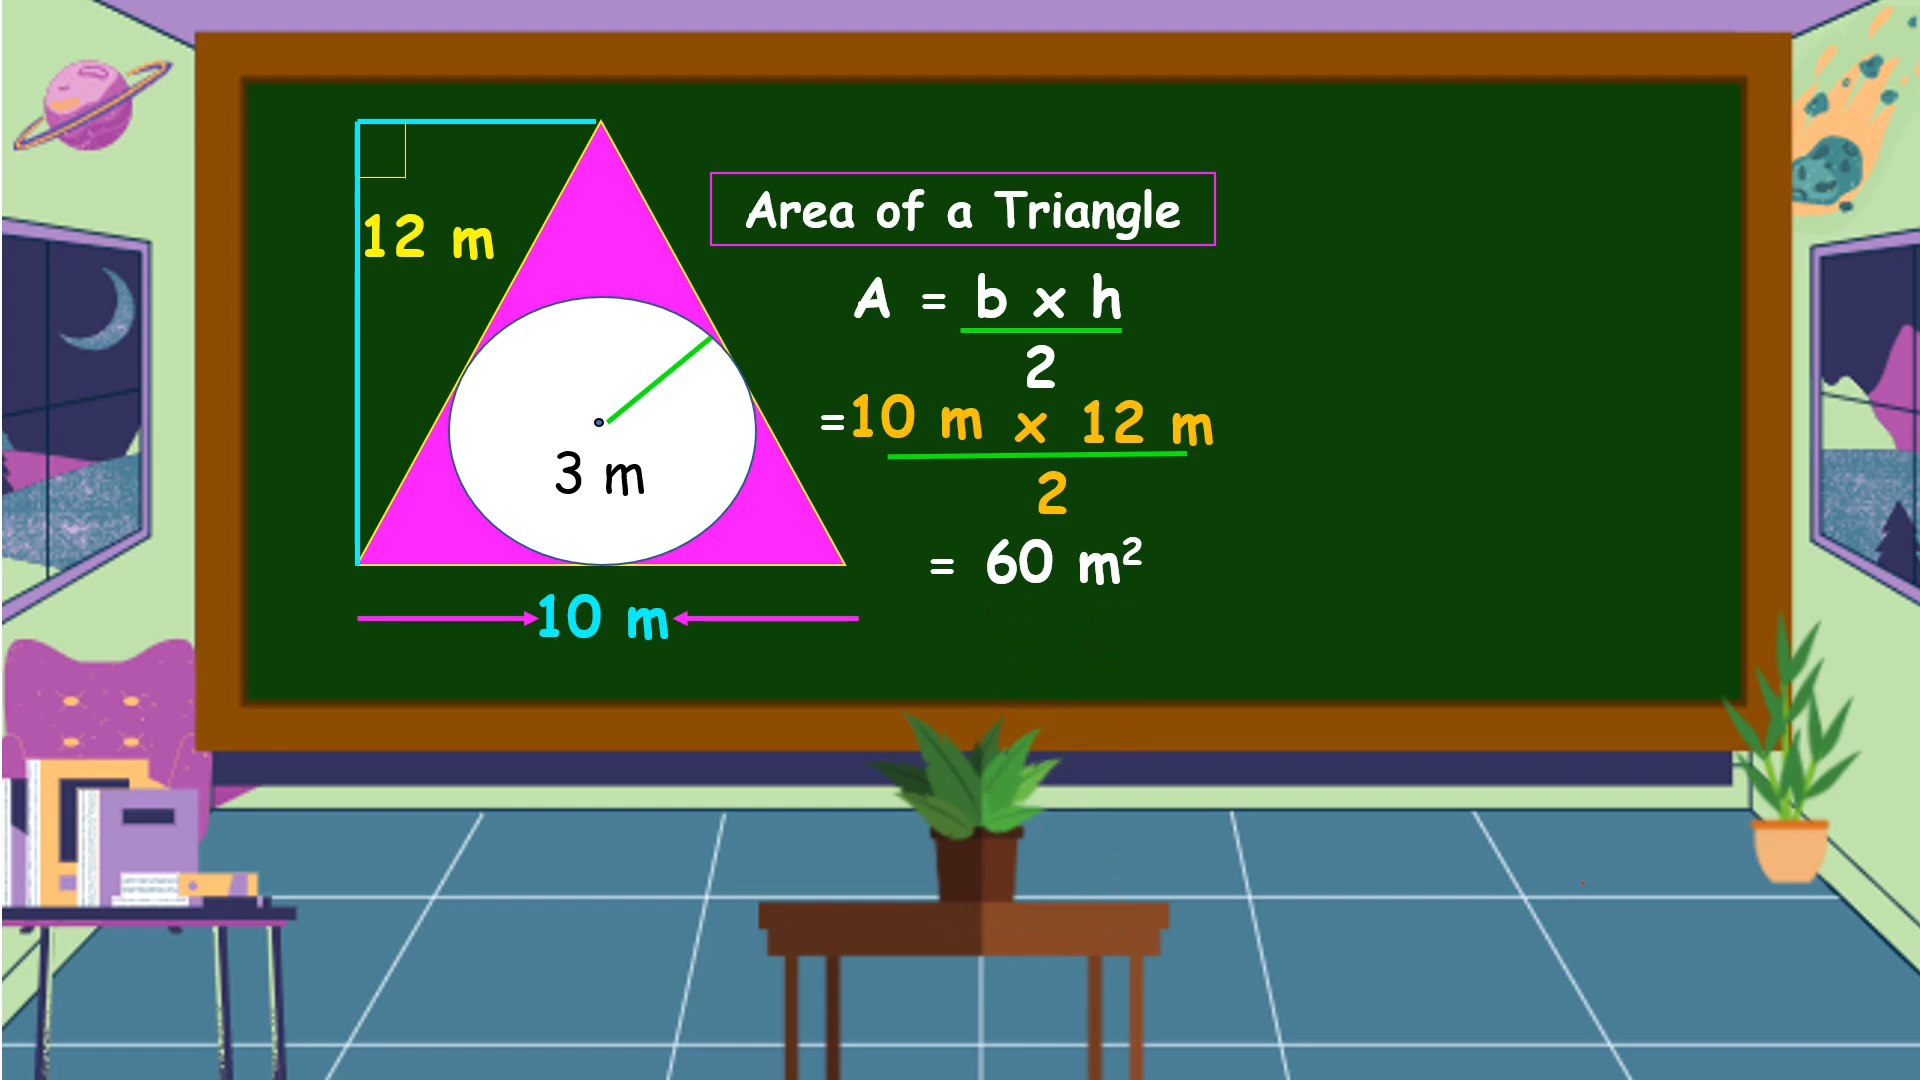 12 m
3 m
10 m
Area of a Triangle
A = b x h
2
=10 m x 12 m
2
= 60 m²